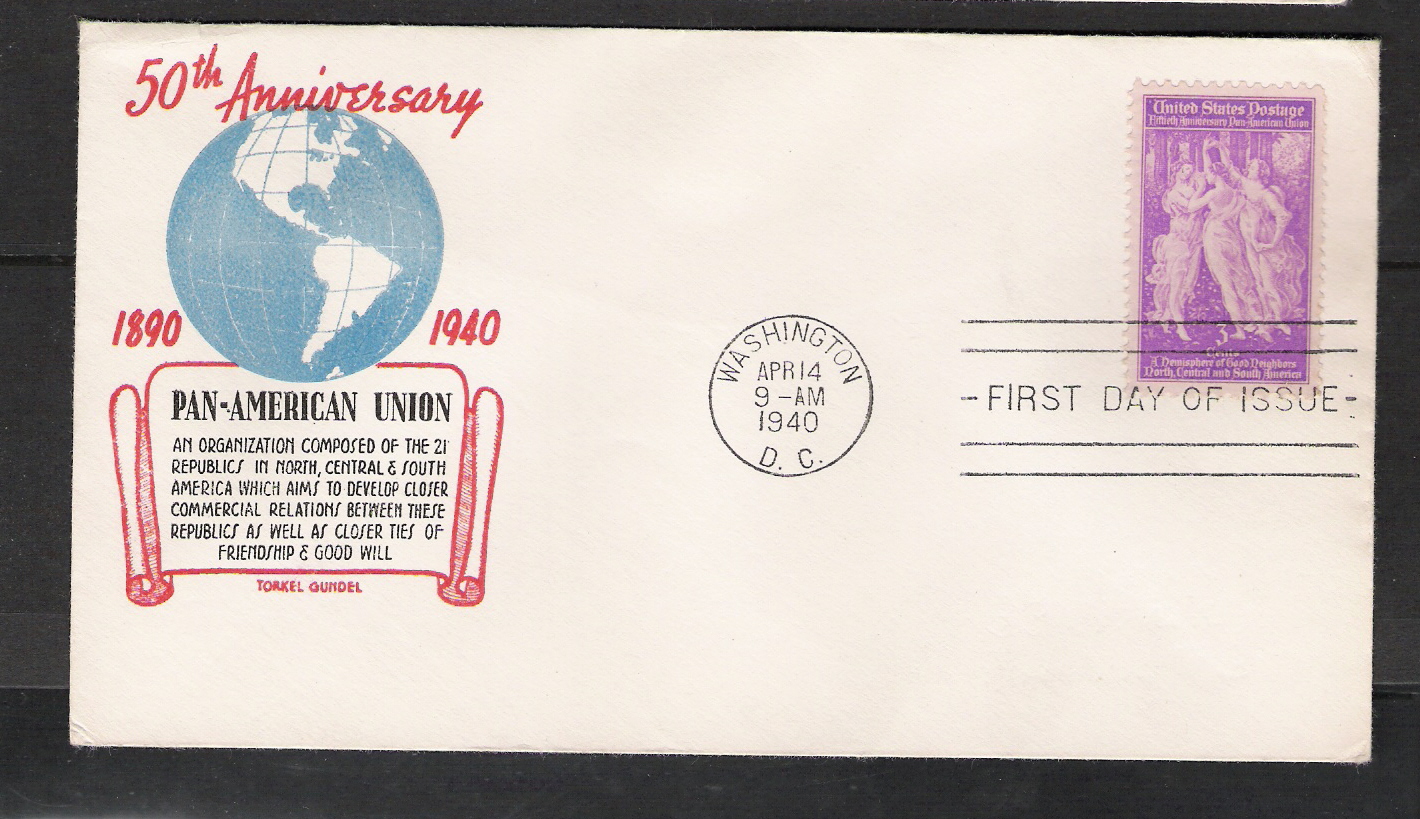 50th Anniversary
1890 1940
PAN-AMERICAN UNION
AN ORGANIZATION COMPOSED OF THE 21
REPUBLICS IN NORTH, CENTRAL & SOUTH
AMERICA WHICH AIMS TO DEVELOP CLOSER
COMMERCIAL RELATIONS BETWEEN THESE
REPUBLICS AS WELL AS CLOSER TIES OF
FRIENDSHIP & GOOD WILL
TORKEL GUNDEL
WASHINGTON
APR 14
9-AM
1940
D. C.
United States Postage
Fiftieth Anniversary Pan-American Union
3
Cents
A Hemisphere of Good Neighbors
North, Central and South America
-FIRST DAY OF ISSUE-